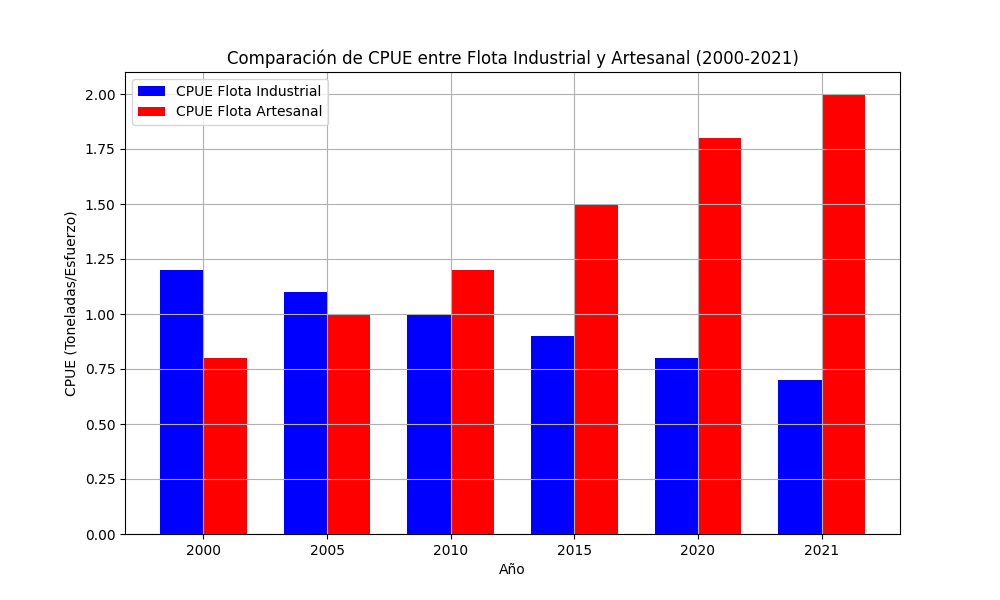 Comparación de CPUE entre Flota Industrial y Artesanal (2000-2021)
CPUE Flota Industrial
CPUE Flota Artesanal
CPUE (Toneladas/Esfuerzo)
2.00
1.75
1.50
1.25
1.00
0.75
0.50
0.25
0.00
2000 2005 2010 2015 2020 2021
Año